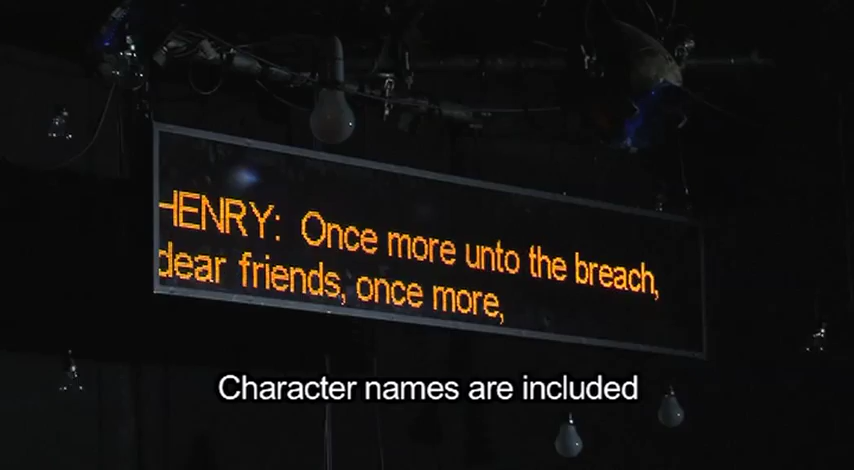 HENRY: Once more unto the breach,
dear friends, once more,
Character names are included